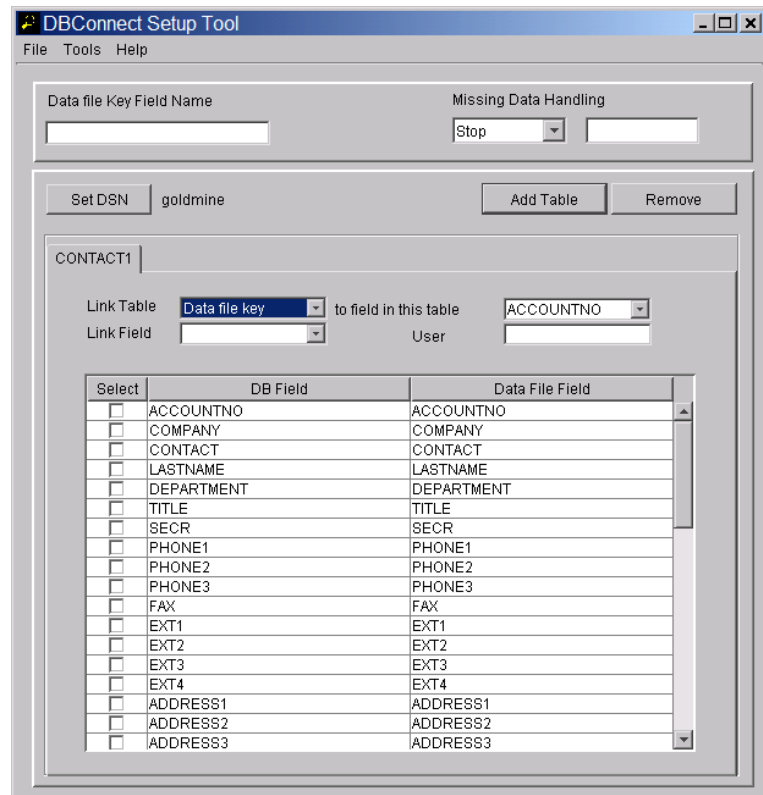 DBConnect Setup Tool
File Tools Help
Data file Key Field Name Missing Data Handling
Stop
Set DSN goldmine Add Table Remove
CONTACT1
Link Table Data file key to field in this table ACCOUNTNO
Link Field User
Select DB Field Data File Field
ACCOUNTNO ACCOUNTNO
COMPANY COMPANY
CONTACT CONTACT
LASTNAME LASTNAME
DEPARTMENT DEPARTMENT
TITLE TITLE
SECR SECR
PHONE1 PHONE1
PHONE2 PHONE2
PHONE3 PHONE3
FAX FAX
EXT1 EXT1
EXT2 EXT2
EXT3 EXT3
EXT4 EXT4
ADDRESS1 ADDRESS1
ADDRESS2 ADDRESS2
ADDRESS3 ADDRESS3